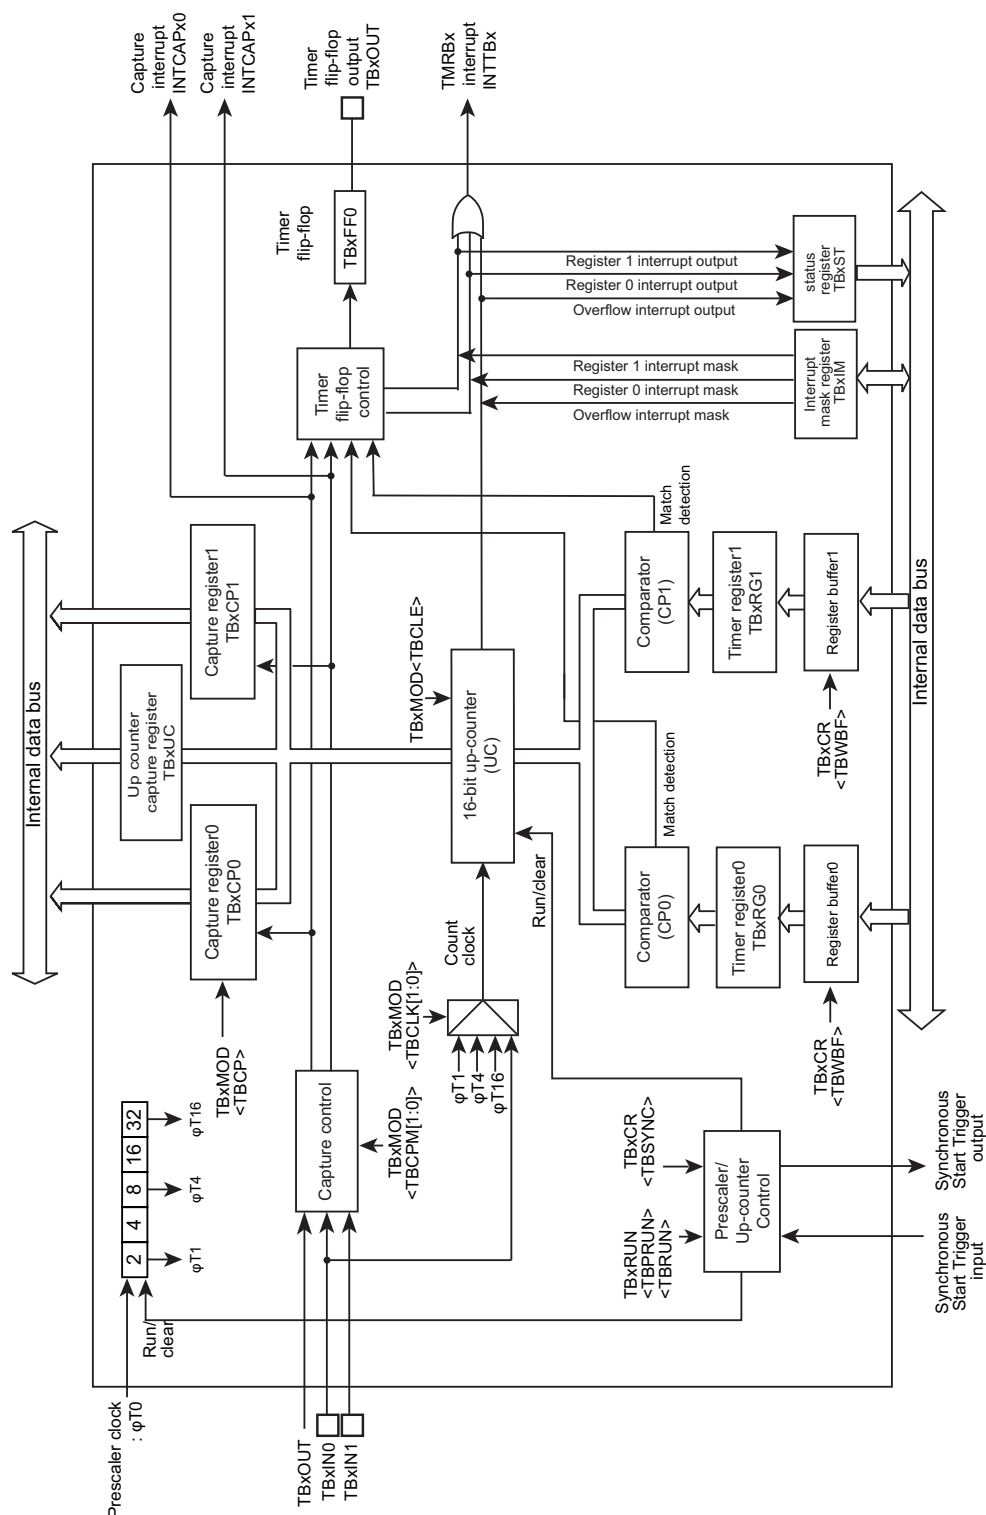 Prescaler clock
: φT0
Run/
clear
2
4
8
16
32
φT1
φT4
φT16
TBxOUT
TBxIN0
TBxIN1
Capture control
TBxMOD
<TBCPM[1:0]>
TBxMOD
<TBCP>
Internal data bus
Capture register0
TBxCP0
Up counter
capture register
TBxUC
Capture register1
TBxCP1
Capture
interrupt
INTCAPx0
Capture
interrupt
INTCAPx1
Timer
flip-flop
output
TBxOUT
TMRBx
interrupt
INTTBx
Timer
flip-flop
TBxFF0
Timer
flip-flop
control
Register 1 interrupt output
Register 0 interrupt output
Overflow interrupt output
Register 1 interrupt mask
Register 0 interrupt mask
Overflow interrupt mask
status
register
TBxST
Interrupt
mask register
TBxIM
TBxMOD
<TBCLK[1:0]>
φT1
φT4
φT16
Count
clock
TBxMOD<TBCLE>
16-bit up-counter
(UC)
Run/clear
Match detection
Match
detection
Comparator
(CP0)
Comparator
(CP1)
Timer register0
TBxRG0
Timer register1
TBxRG1
Register buffer0
Register buffer1
TBxCR
<TBWBF>
TBxCR
<TBWBF>
Internal data bus
TBxRUN
<TBPRUN>
<TBRUN>
TBxCR
<TBSYNC>
Prescaler/
Up-counter
Control
Synchronous
Start Trigger
input
Synchronous
Start Trigger
output